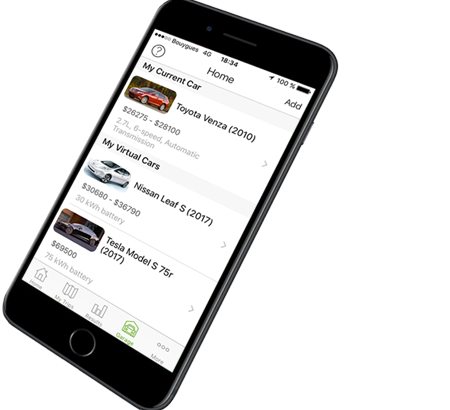 Bouygues 4G 18:34 100 %
? Home
My Current Car Add
Toyota Venza (2010)
$26275 - $28100
2.7L, 6-speed, Automatic
Transmission
My Virtual Cars
Nissan Leaf S (2017)
$30680 - $36790
30 kWh battery
Tesla Model S 75r
(2017)
$69500
75 kWh battery
Home My Trips Results Garage More